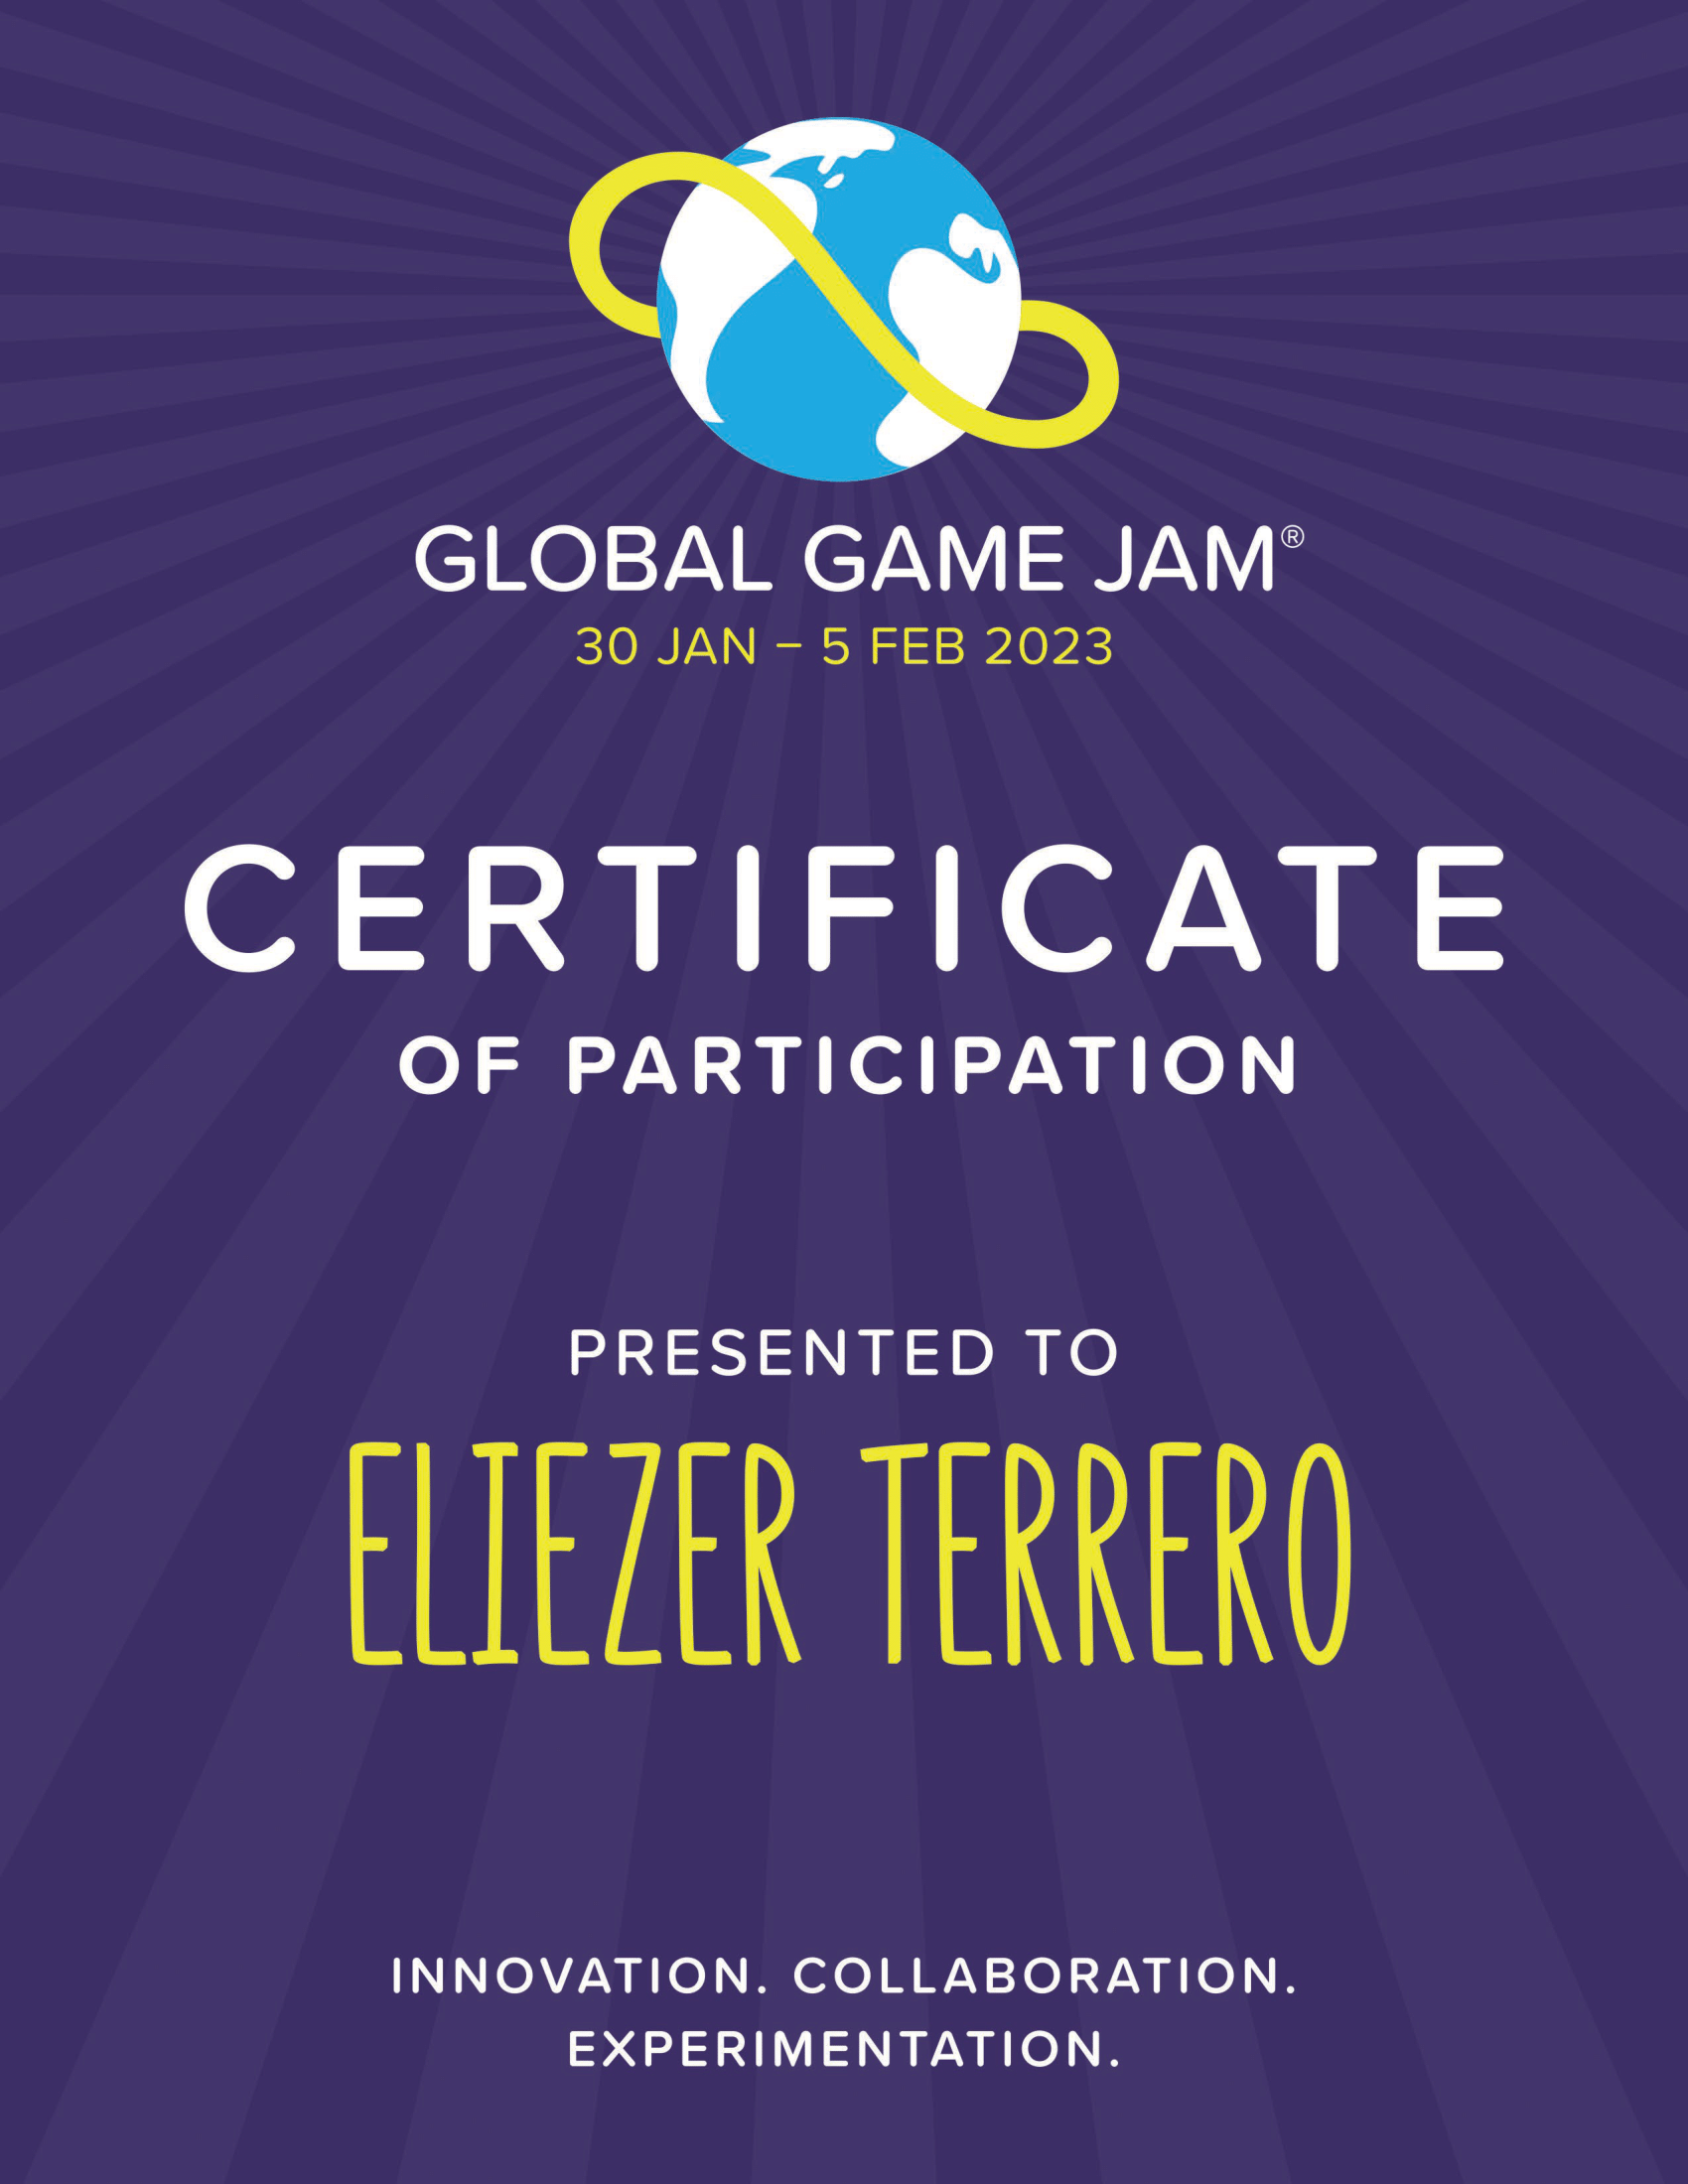 GLOBAL GAME JAM®
30 JAN – 5 FEB 2023
CERTIFICATE
OF PARTICIPATION
PRESENTED TO
ELIEZER TERRERO
INNOVATION. COLLABORATION.
EXPERIMENTATION.